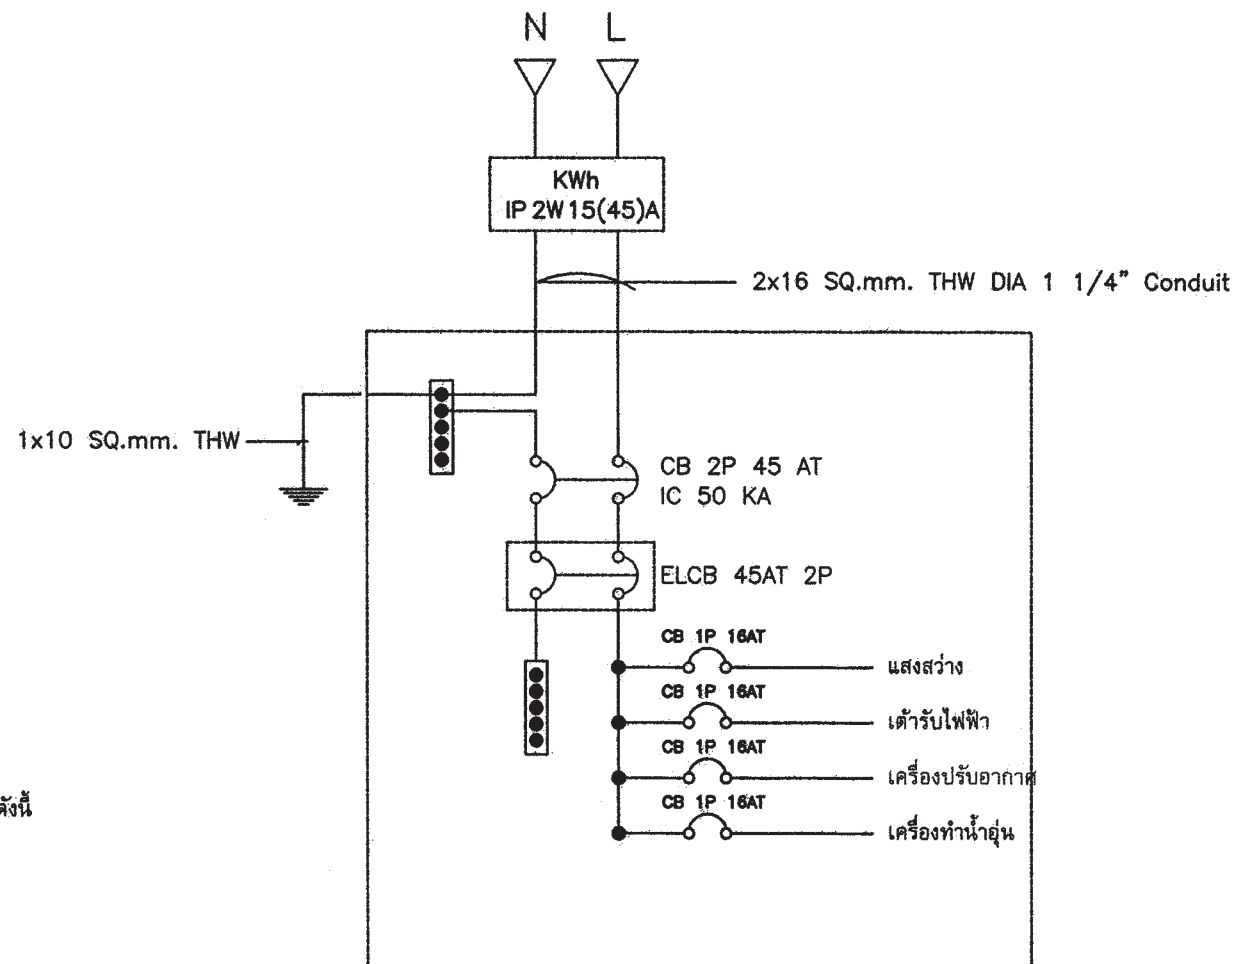 N L
KWh
IP 2W 15(45)A
2x16 SQ.mm. THW DIA 1 1/4" Conduit
1x10 SQ.mm. THW
CB 2P 45 AT
IC 50 KA
ELCB 45AT 2P
CB 1P 16AT
แสงสว่าง
CB 1P 16AT
เต้ารับไฟฟ้า
CB 1P 16AT
เครื่องปรับอากาศ
CB 1P 16AT
เครื่องทำน้ำอุ่น
ดังนี้